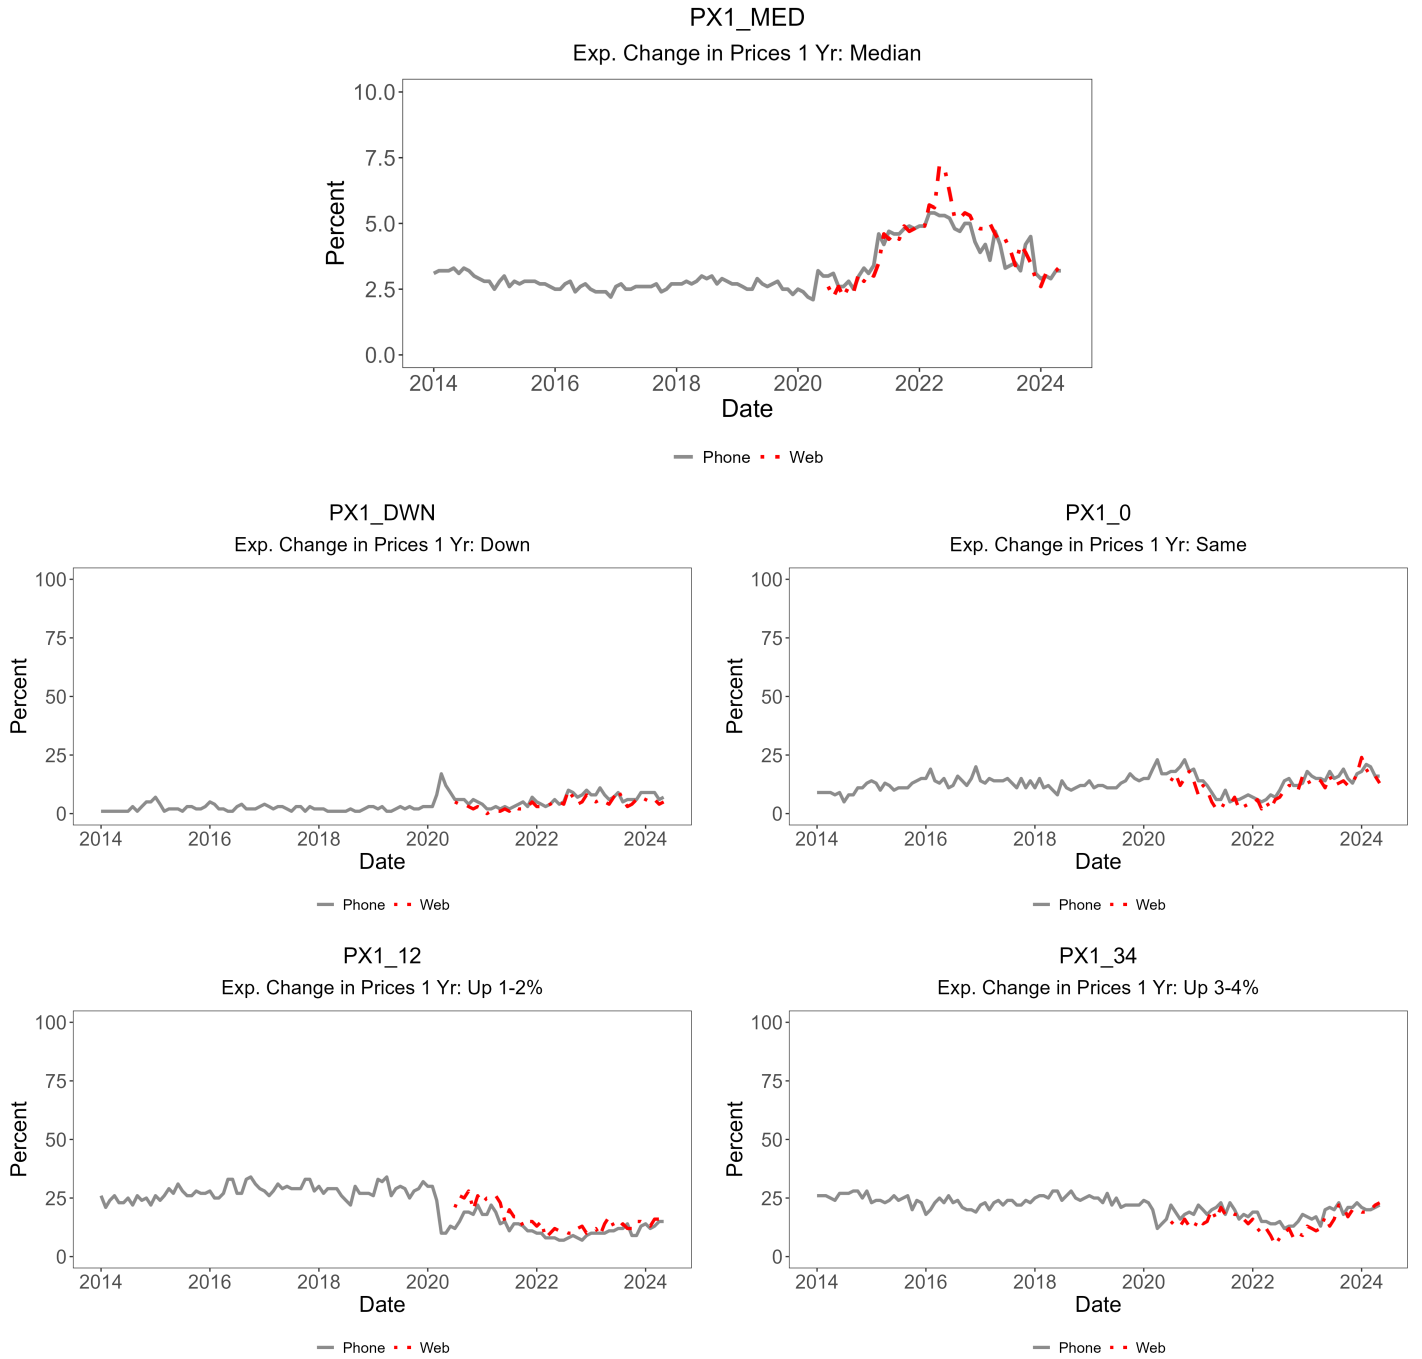 PX1_MED
Exp. Change in Prices 1 Yr: Median
10.0
7.5
5.0
2.5
0.0
Percent
2014 2016 2018 2020 2022 2024
Date
Phone Web
PX1_DWN
Exp. Change in Prices 1 Yr: Down
100
75
50
25
0
Percent
2014 2016 2018 2020 2022 2024
Date
Phone Web
PX1_0
Exp. Change in Prices 1 Yr: Same
100
75
50
25
0
Percent
2014 2016 2018 2020 2022 2024
Date
Phone Web
PX1_12
Exp. Change in Prices 1 Yr: Up 1-2%
100
75
50
25
0
Percent
2014 2016 2018 2020 2022 2024
Date
Phone Web
PX1_34
Exp. Change in Prices 1 Yr: Up 3-4%
100
75
50
25
0
Percent
2014 2016 2018 2020 2022 2024
Date
Phone Web